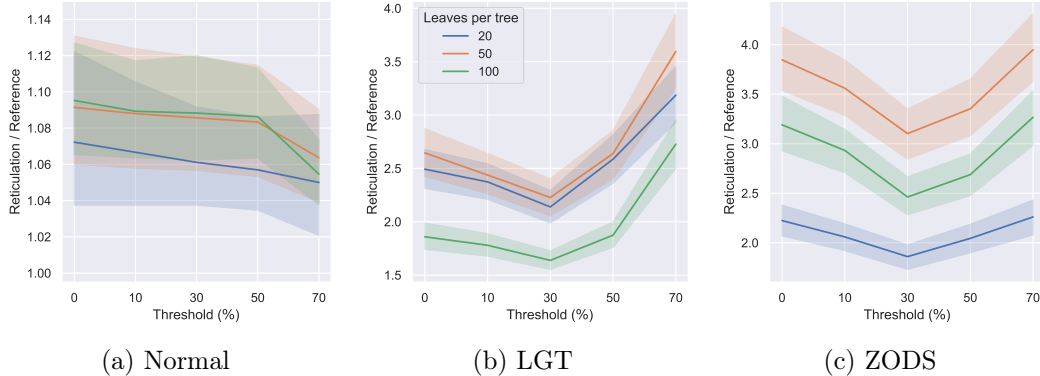 Reticulation / Reference
1.14
1.12
1.10
1.08
1.06
1.04
1.02
1.00
0 10 30 50 70
Threshold (%)
(a) Normal
Reticulation / Reference
4.0
3.5
3.0
2.5
2.0
1.5
Leaves per tree
20
50
100
0 10 30 50 70
Threshold (%)
(b) LGT
Reticulation / Reference
4.0
3.5
3.0
2.5
2.0
0 10 30 50 70
Threshold (%)
(c) ZODS